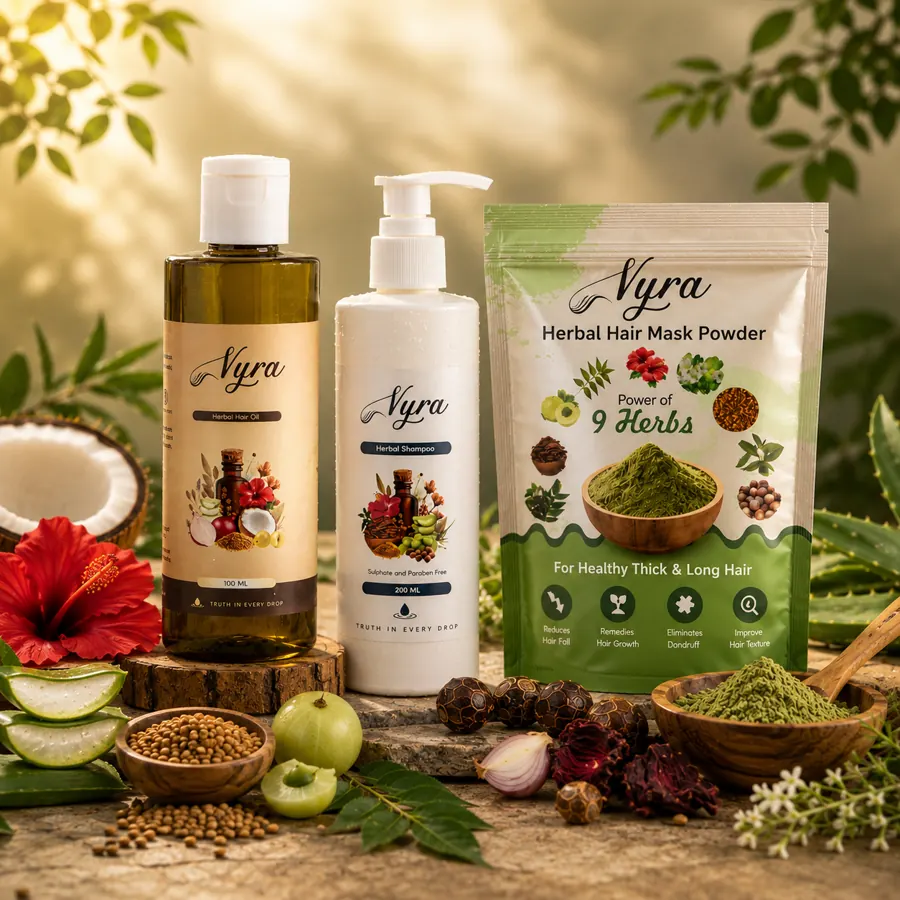 Vyra
Herbal Hair Oil
100 ML
TRUTH IN EVERY DROP
Vyra
Herbal Shampoo
Sulphate and Paraben Free
200 ML
TRUTH IN EVERY DROP
Vyra
Herbal Hair Mask Powder
Power of
9 Herbs
For Healthy Thick & Long Hair
Reduces
Hair Foll
Remedies
Hair Growth
Eliminates
Dandruff
Improve
Hair Texture